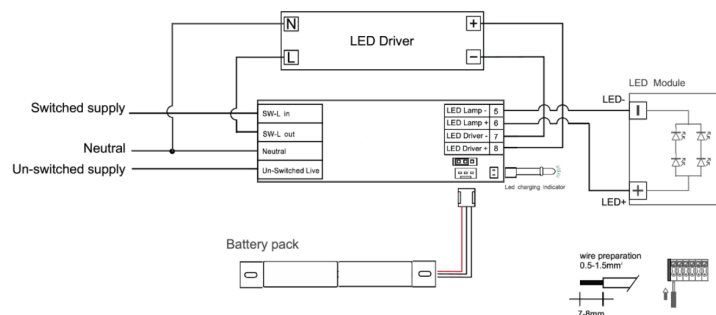 N
L
LED Driver
+
−
LED Module
Switched supply
SW-L in
LED Lamp - 5
LED-
SW-L out
LED Lamp + 6
Neutral
Neutral
LED Driver - 7
Un-switched supply
Un-Switched Live
LED Driver + 8
Led charging indicator
+
LED+
Battery pack
wire preparation
0.5-1.5mm²
7-8mm